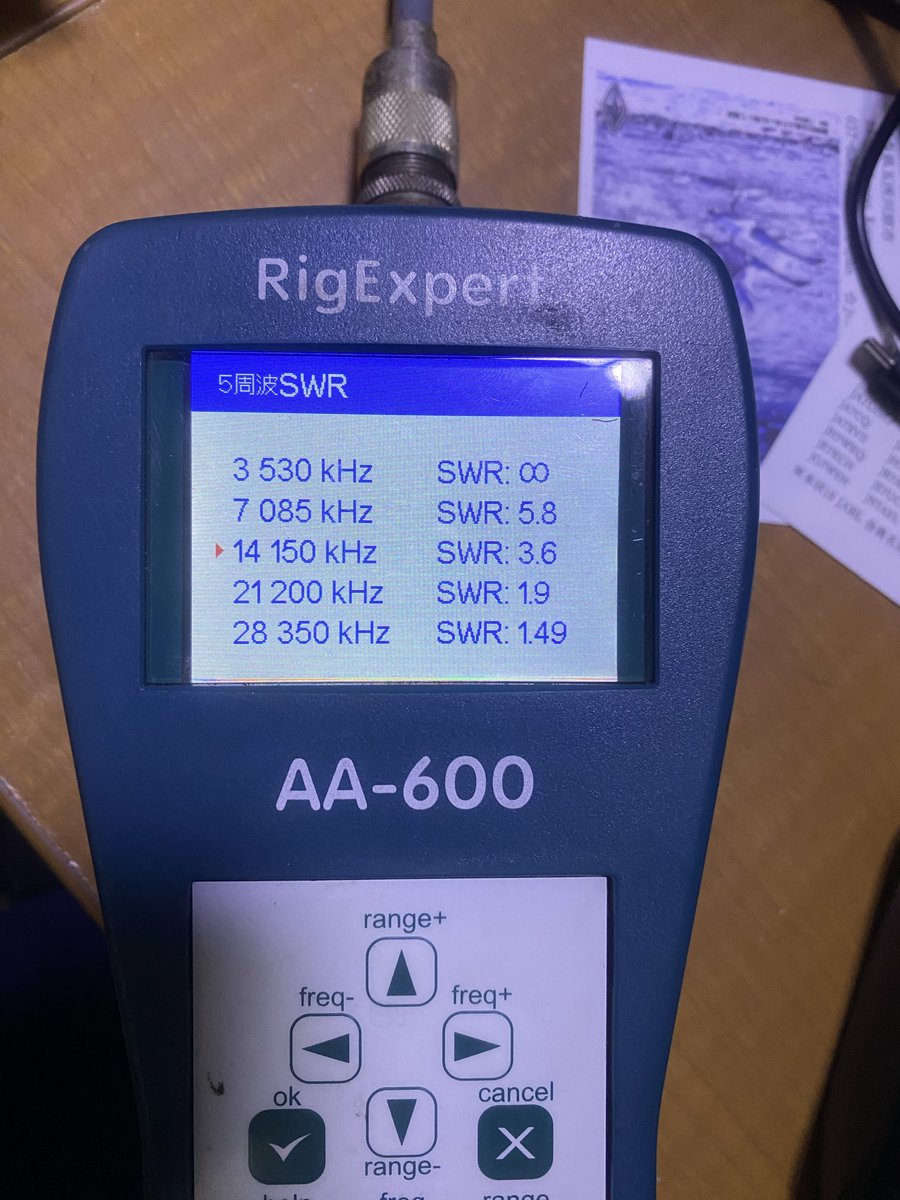 RigExpert
5周波SWR
3 530 kHz SWR: ∞
7 085 kHz SWR: 5.8
14 150 kHz SWR: 3.6
21 200 kHz SWR: 1.9
28 350 kHz SWR: 1.49
AA-600
range+
freq- freq+
ok cancel
range-